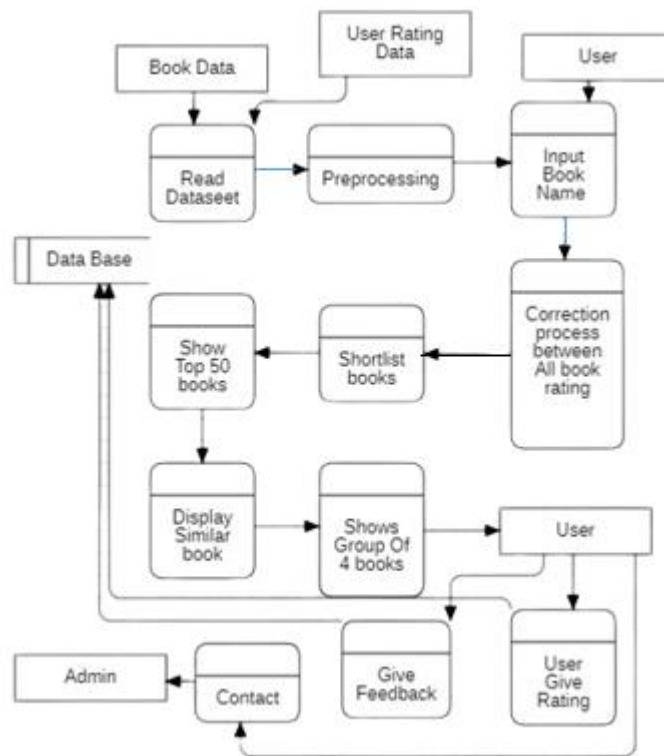 Book Data
User Rating
Data
User
Read
Dataseet
Preprocessing
Input
Book
Name
Data Base
Show
Top 50
books
Shortlist
books
Correction
process
between
All book
rating
Display
Similar
book
Shows
Group Of
4 books
User
Admin
Contact
Give
Feedback
User
Give
Rating